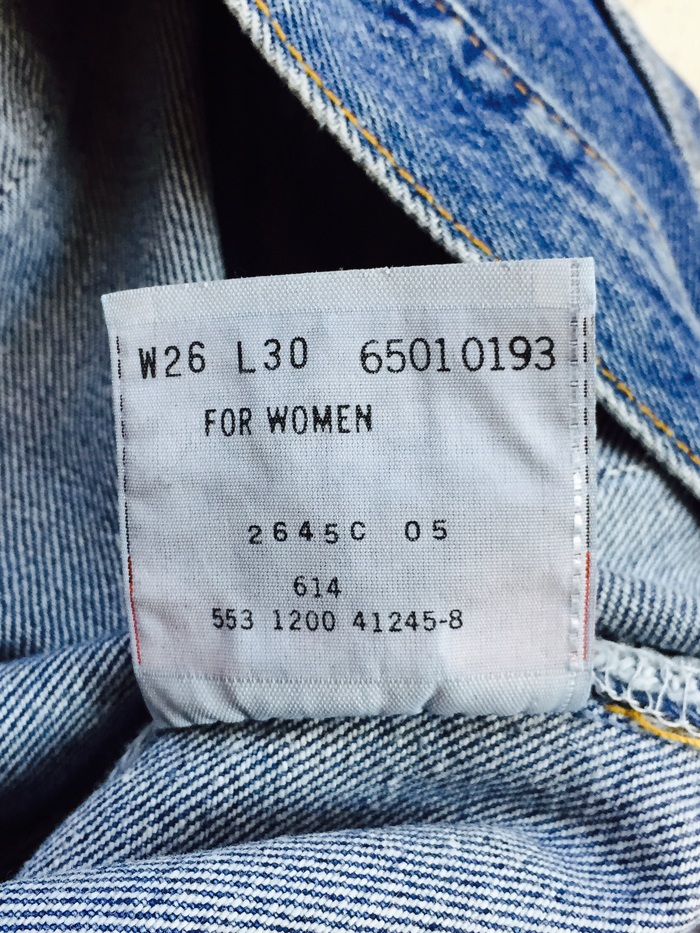 W26 L30 65010193
FOR WOMEN
2645C 05
614
553 1200 41245-8